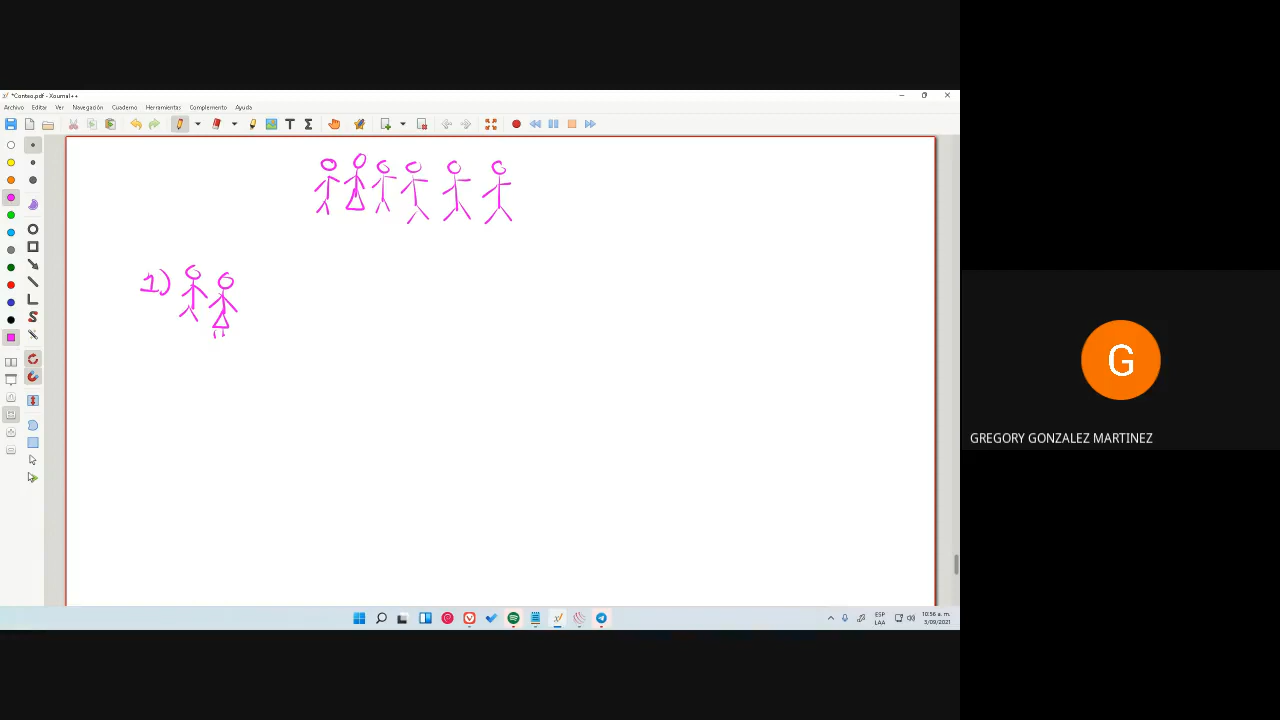 *Conteo.pdf - Xournal++
Archivo Editar Ver Navegación Cuaderno Herramientas Complemento Ayuda
1)
G
GREGORY GONZALEZ MARTINEZ
ESP
LAA
10:56 a. m.
3/09/2021